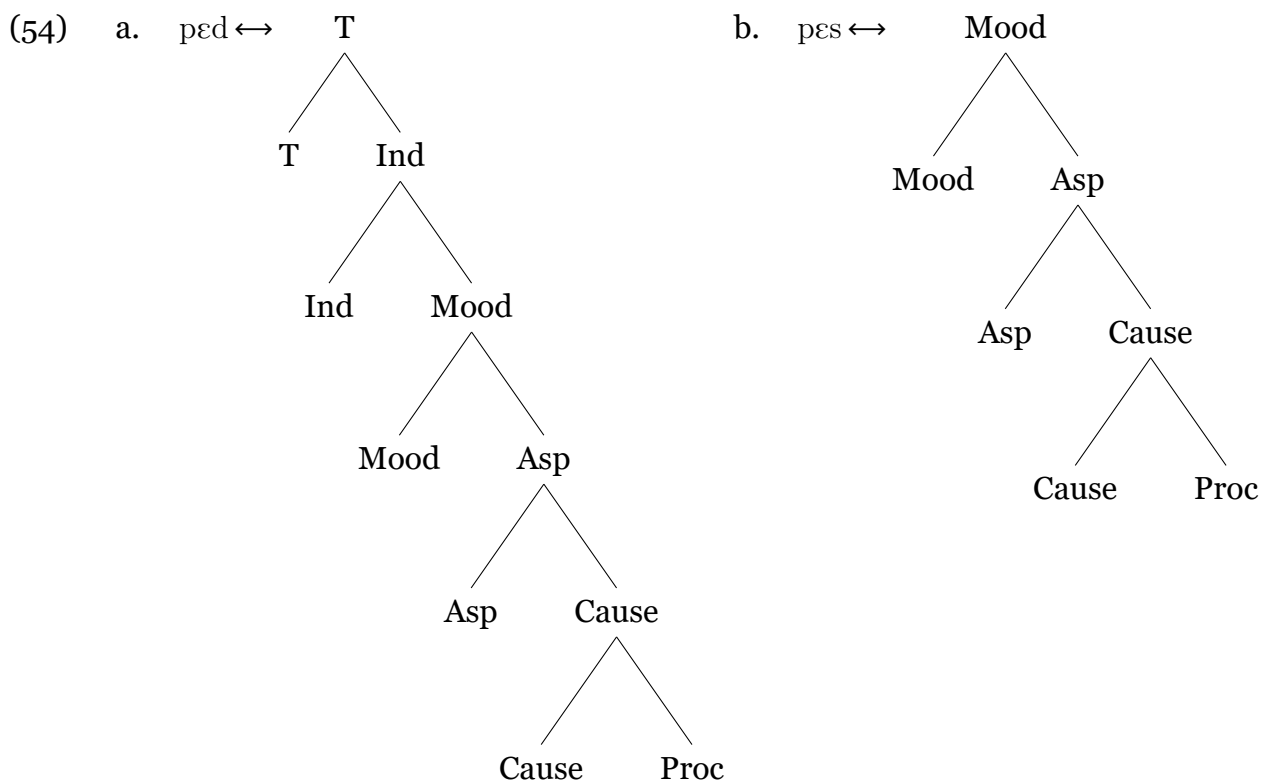 (54) a. pɛd ↔ T b. pɛs ↔ Mood
T Ind Mood Asp
Ind Mood Asp Cause
Mood Asp Cause Proc
Asp Cause
Cause Proc